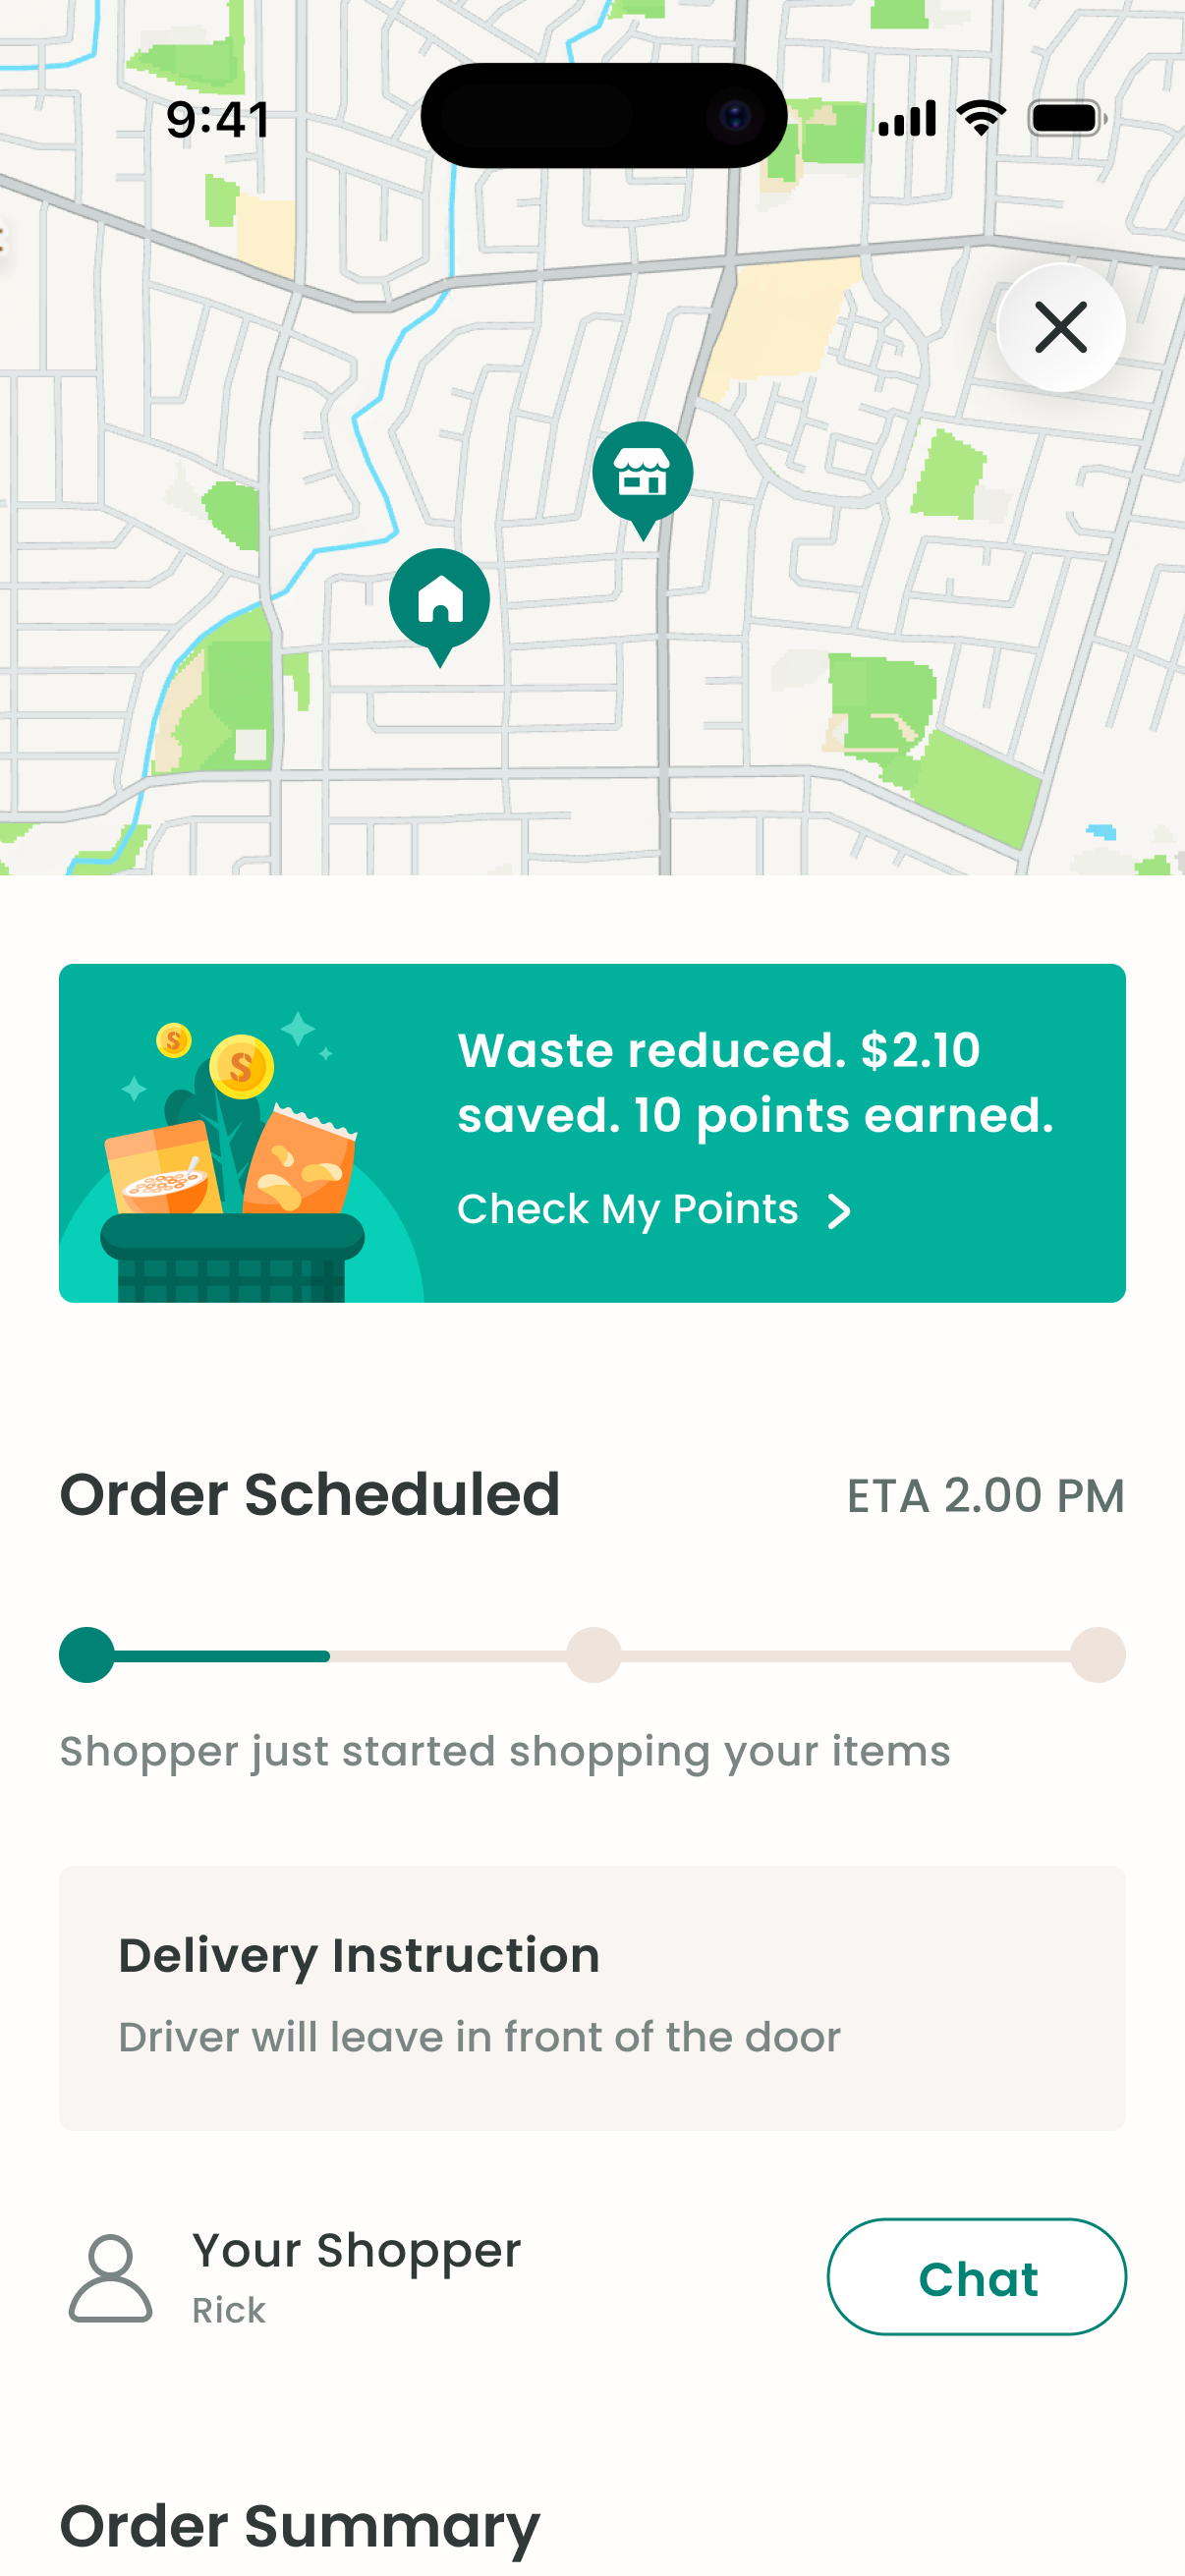 9:41
Waste reduced. $2.10
saved. 10 points earned.
Check My Points
Order Scheduled
ETA 2.00 PM
Shopper just started shopping your items
Delivery Instruction
Driver will leave in front of the door
Your Shopper
Rick
Chat
Order Summary